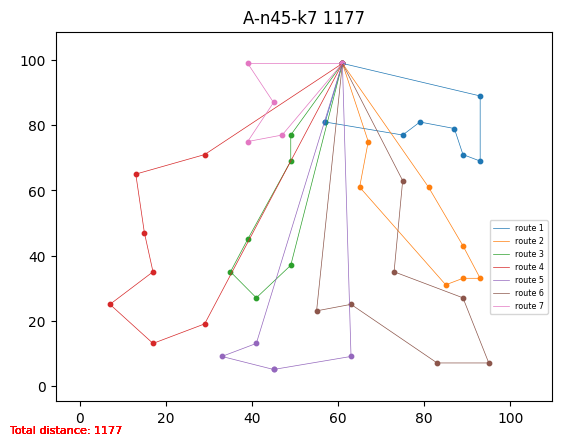 A-n45-k7 1177
100
80
60
40
20
0
0 20 40 60 80 100
route 1
route 2
route 3
route 4
route 5
route 6
route 7
Total distance: 1177